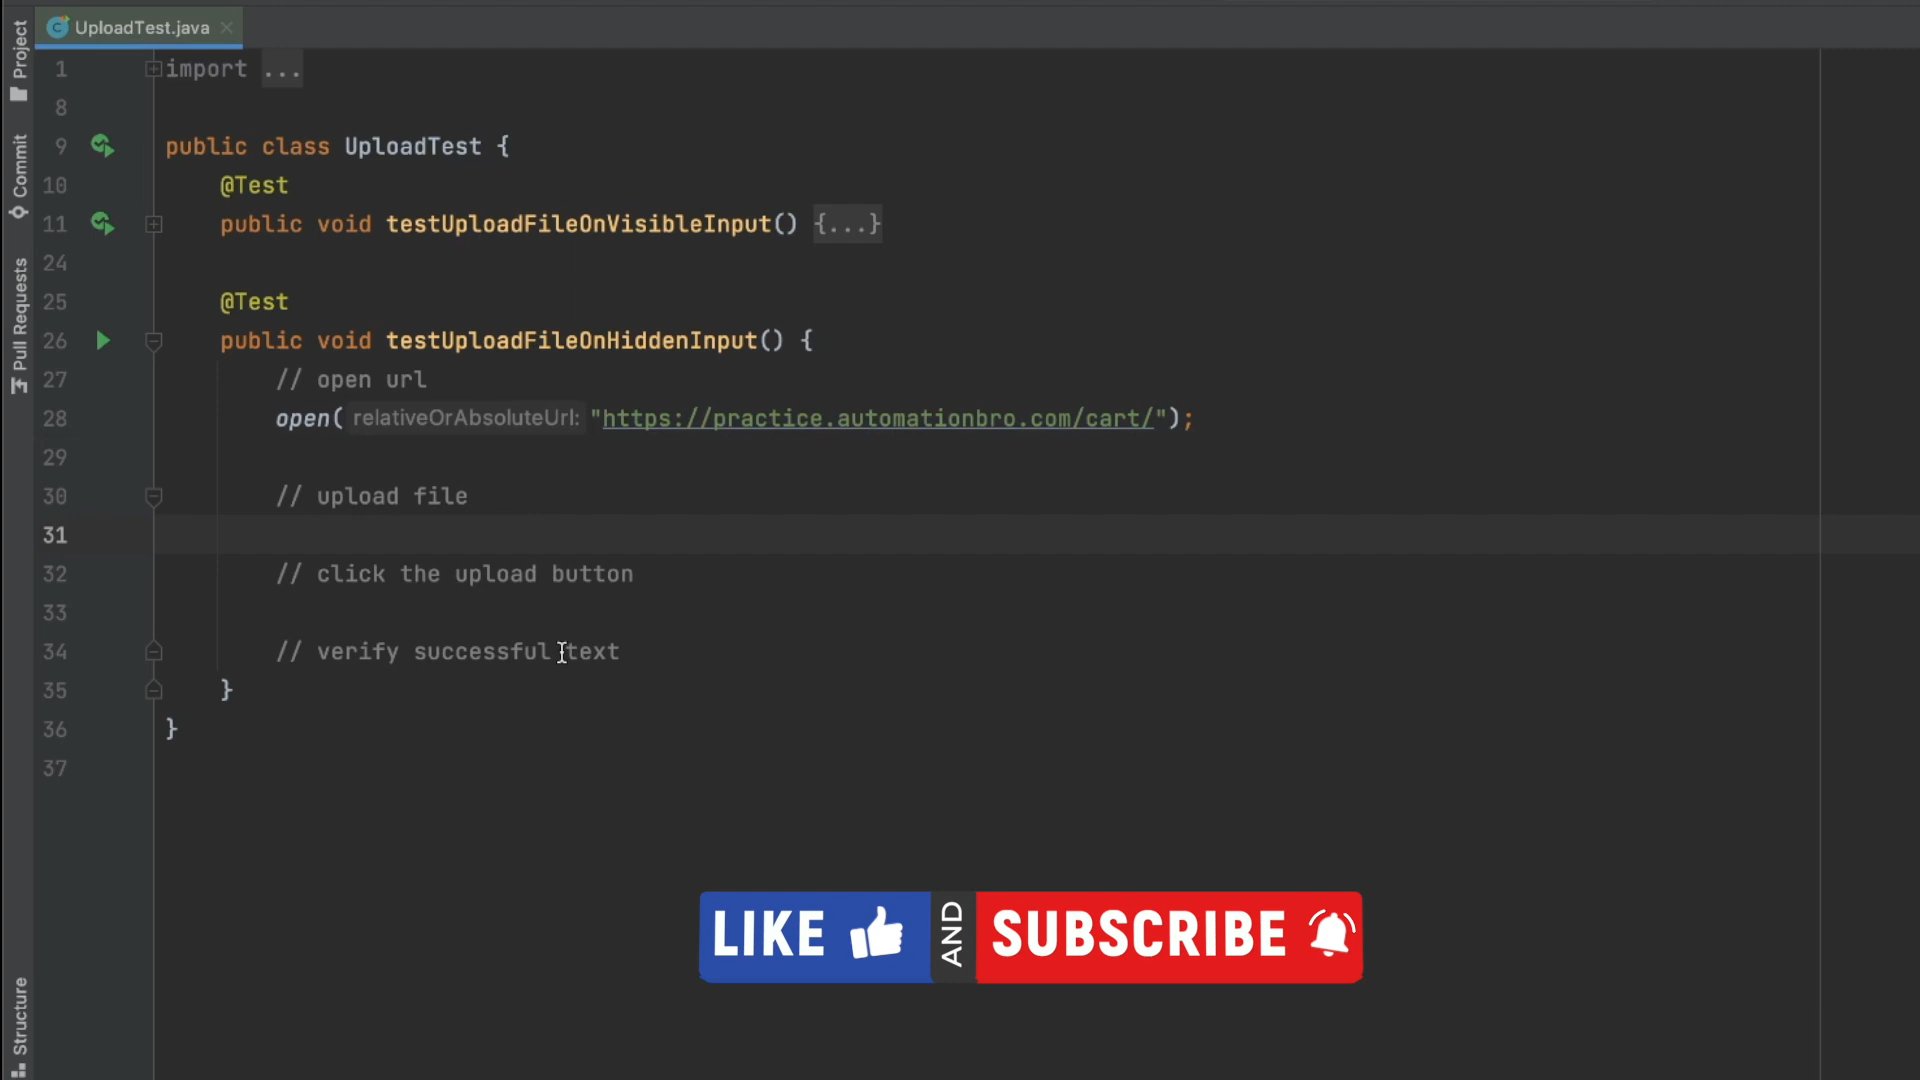 UploadTest.java
Project
Commit
Pull Requests
Structure
1 import ...
8
9 public class UploadTest {
10 @Test
11 public void testUploadFileOnVisibleInput() {...}
24
25 @Test
26 public void testUploadFileOnHiddenInput() {
27 // open url
28 open( relativeOrAbsoluteUrl: "https://practice.automationbro.com/cart/");
29
30 // upload file
31
32 // click the upload button
33
34 // verify successful text
35 }
36 }
37
LIKE AND SUBSCRIBE